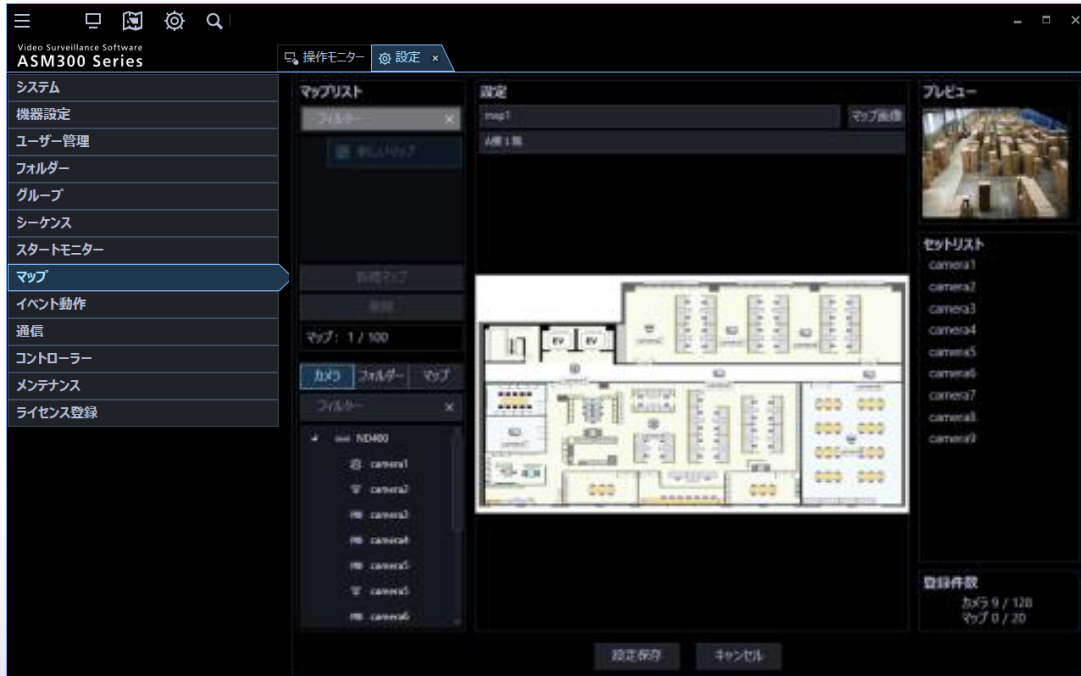 Video Surveillance Software
ASM300 Series
操作モニター
設定
システム
機器設定
ユーザー管理
フォルダー
グループ
シーケンス
スタートモニター
マップ
イベント動作
通信
コントローラー
メンテナンス
ライセンス登録
マップリスト
フィルター
新しいマップ
新規マップ
削除
マップ: 1 / 100
カメラ フォルダー マップ
フィルター
ND400
camera1
camera2
camera3
camera4
camera5
camera5
camera6
設定
map1
マップ画像
A棟1階
EV EV
設定保存 キャンセル
プレビュー
セットリスト
camera1
camera2
camera3
camera4
camera5
camera6
camera7
camera8
camera9
登録件数
カメラ 9 / 128
マップ 0 / 20